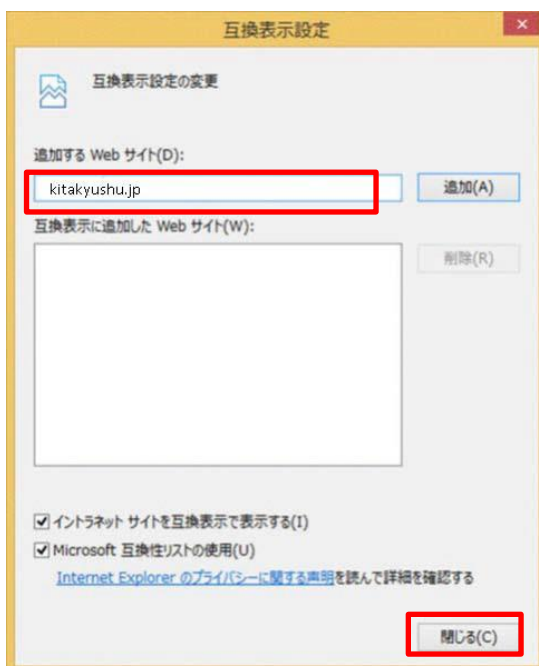 互換表示設定
互換表示設定の変更
追加する Web サイト(D):
kitakyushu.jp
追加(A)
互換表示に追加した Web サイト(W):
削除(R)
イントラネット サイトを互換表示で表示する(I)
Microsoft 互換性リストの使用(U)
Internet Explorer のプライバシーに関する声明を読んで詳細を確認する
閉じる(C)